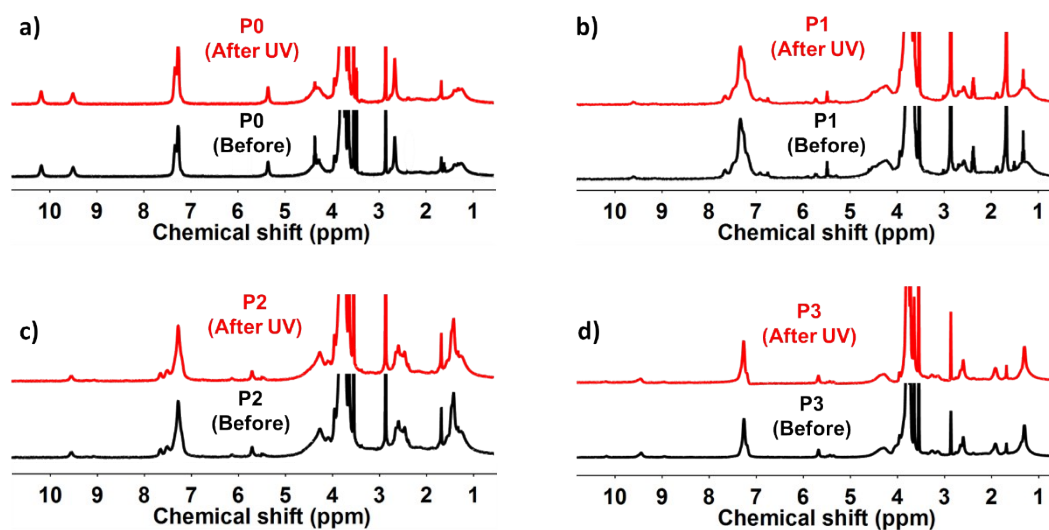 a)
P0
(After UV)
P0
(Before)
10 9 8 7 6 5 4 3 2 1
Chemical shift (ppm)
b)
P1
(After UV)
P1
(Before)
10 9 8 7 6 5 4 3 2 1
Chemical shift (ppm)
c)
P2
(After UV)
P2
(Before)
10 9 8 7 6 5 4 3 2 1
Chemical shift (ppm)
d)
P3
(After UV)
P3
(Before)
10 9 8 7 6 5 4 3 2 1
Chemical shift (ppm)